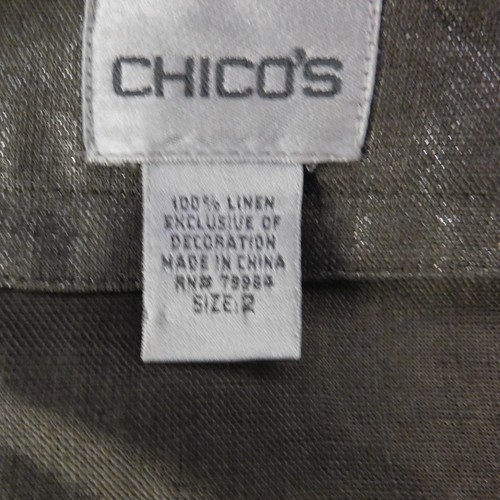 CHICO'S
100% LINEN
EXCLUSIVE OF
DECORATION
MADE IN CHINA
RN# 79984
SIZE: 2